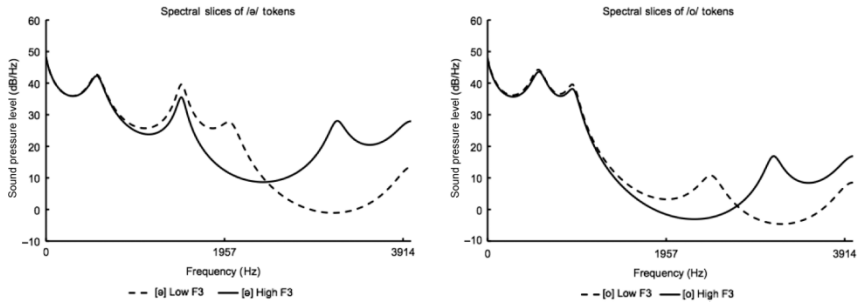 Spectral slices of /ə/ tokens
60
50
40
30
20
10
0
−10
Sound pressure level (dB/Hz)
0
1957
3914
Frequency (Hz)
[ə] Low F3
[ə] High F3
Spectral slices of /o/ tokens
60
50
40
30
20
10
0
−10
Sound pressure level (dB/Hz)
0
1957
3914
Frequency (Hz)
[o] Low F3
[o] High F3